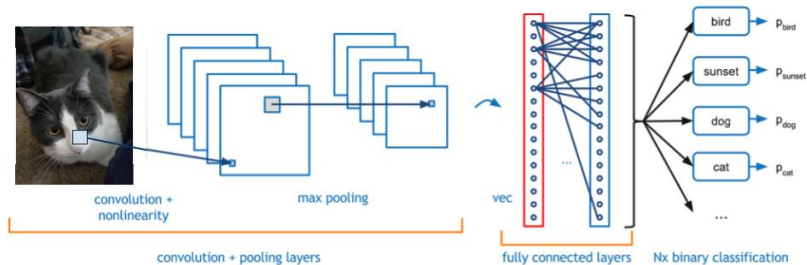 convolution +
nonlinearity
max pooling
convolution + pooling layers
vec
...
fully connected layers
bird
p_bird
sunset
p_sunset
dog
p_dog
cat
p_cat
...
Nx binary classification